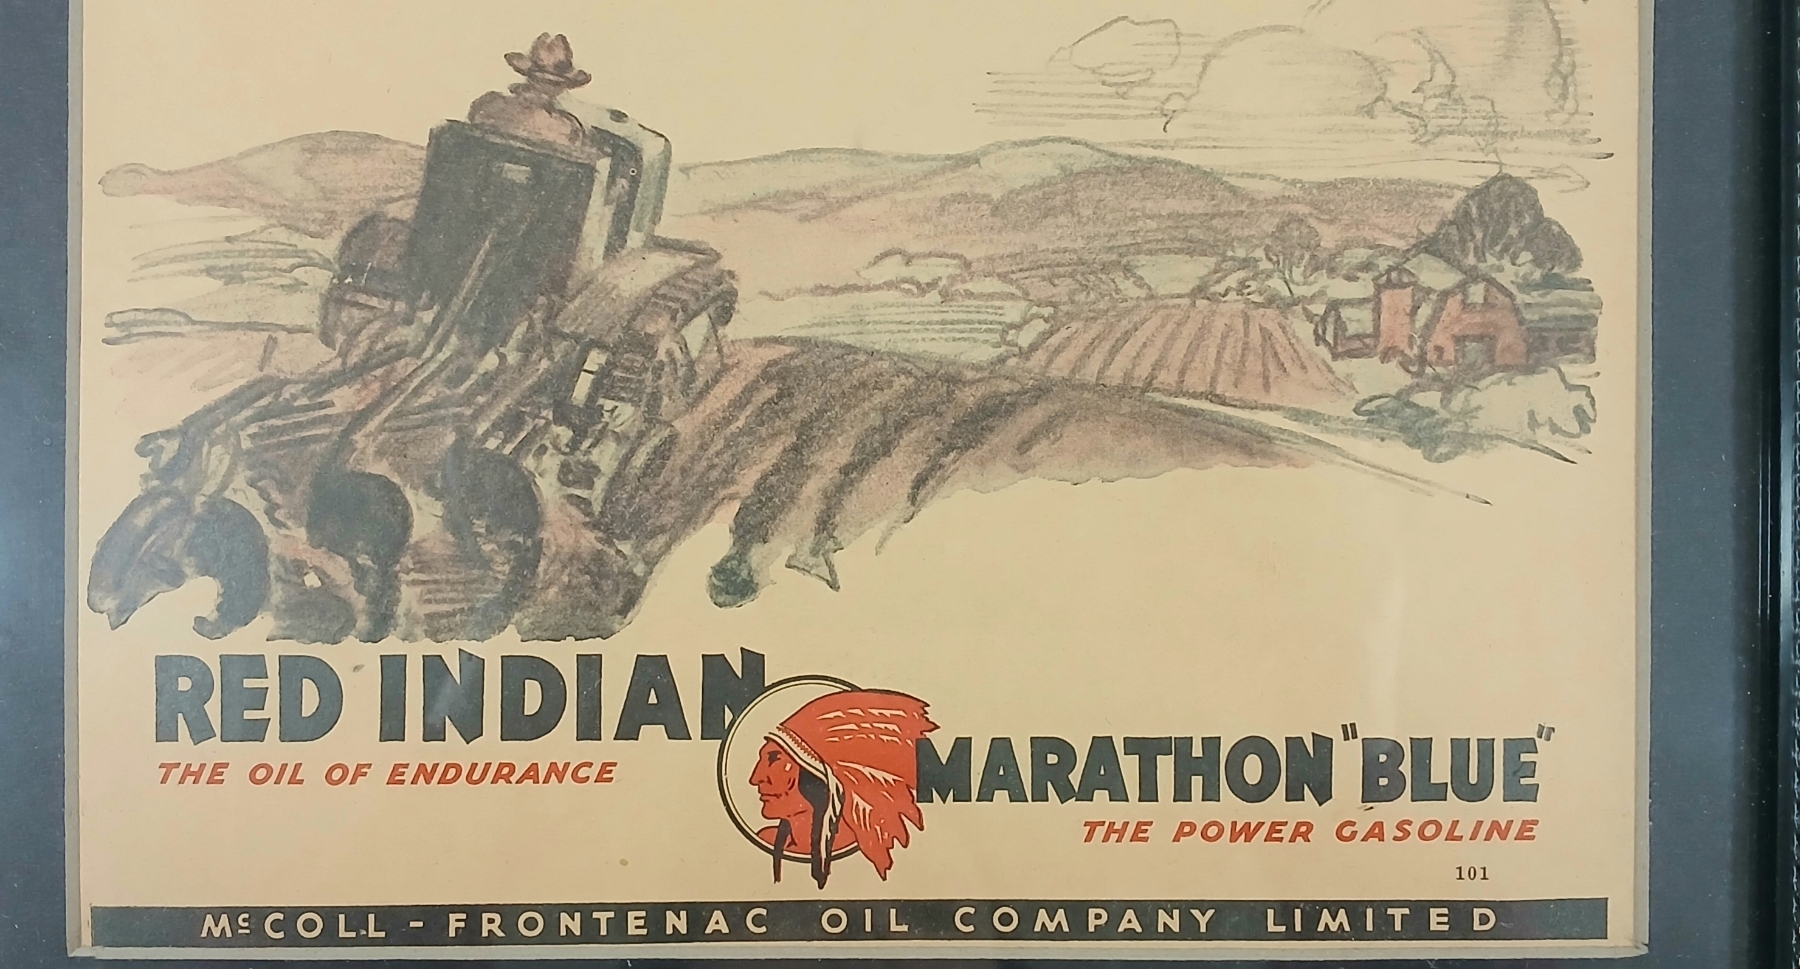 RED INDIAN
THE OIL OF ENDURANCE
MARATHON "BLUE"
THE POWER GASOLINE
101
McCOLL - FRONTENAC OIL COMPANY LIMITED